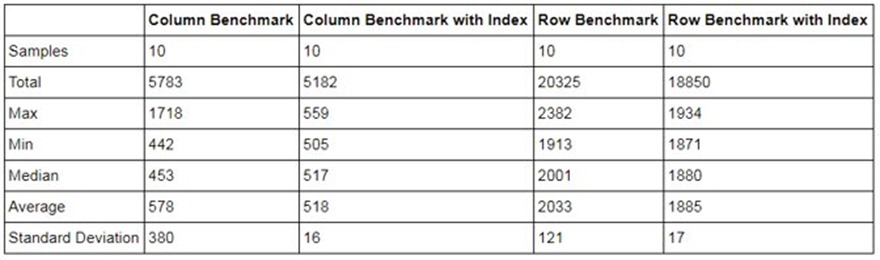 Column Benchmark Column Benchmark with Index Row Benchmark Row Benchmark with Index
Samples 10 10 10 10
Total 5783 5182 20325 18850
Max 1718 559 2382 1934
Min 442 505 1913 1871
Median 453 517 2001 1880
Average 578 518 2033 1885
Standard Deviation 380 16 121 17